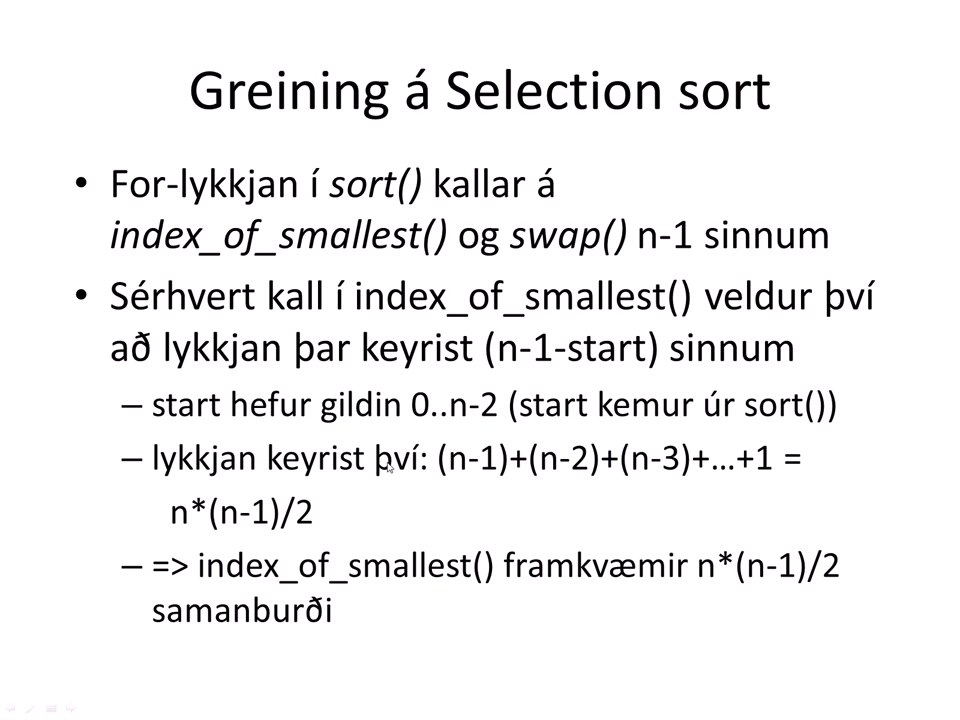 Greining á Selection sort
• For-lykkjan í sort() kallar á
index_of_smallest() og swap() n-1 sinnum
• Sérhvert kall í index_of_smallest() veldur því
að lykkjan þar keyrist (n-1-start) sinnum
– start hefur gildin 0..n-2 (start kemur úr sort())
– lykkjan keyrist því: (n-1)+(n-2)+(n-3)+…+1 =
n*(n-1)/2
– => index_of_smallest() framkvæmir n*(n-1)/2
samanburði